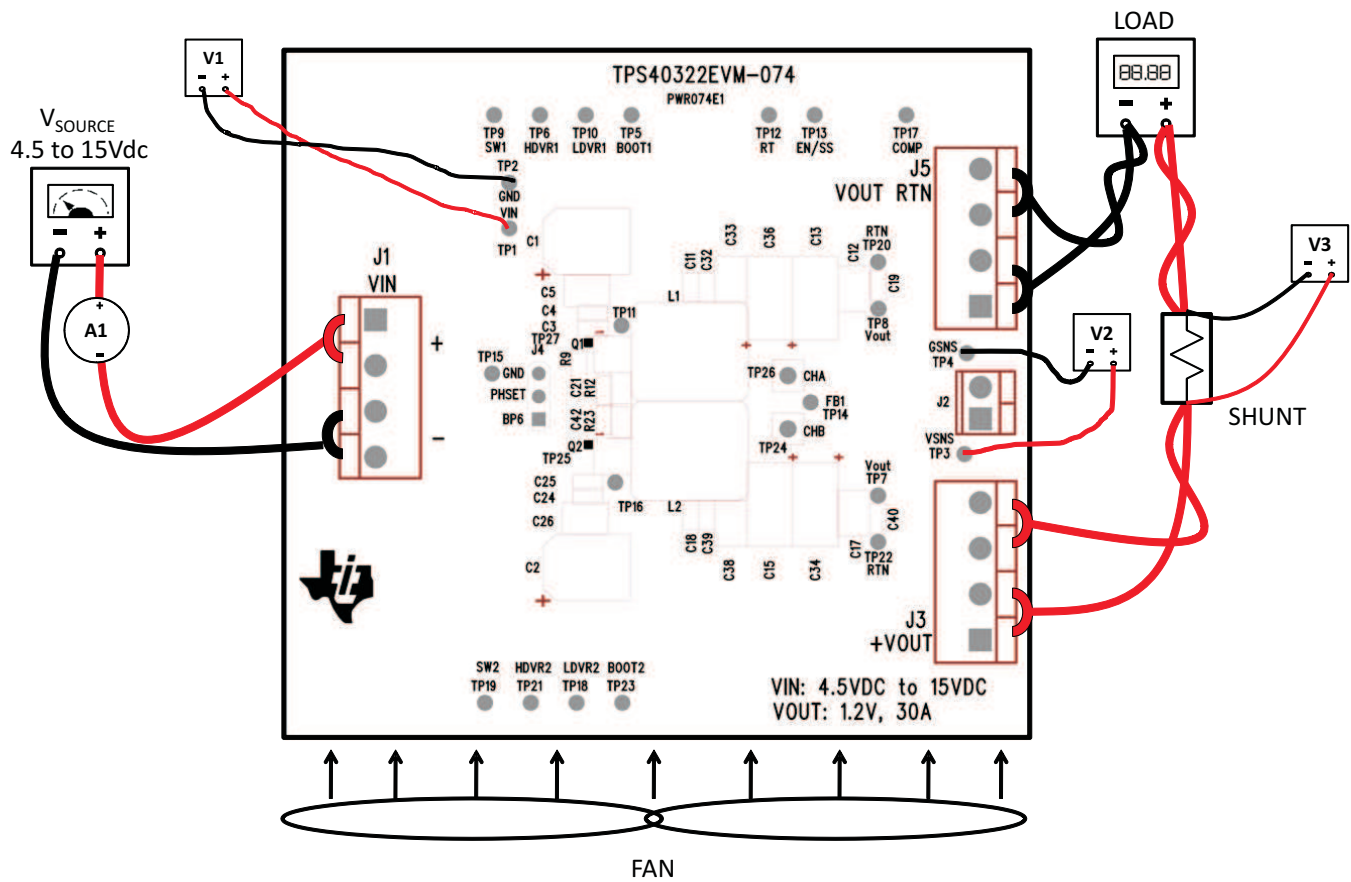 LOAD
V1
- +
88.88
- +
VSOURCE
4.5 to 15Vdc
- +
A1
+
-
TPS40322EVM-074
PWR074E1
TP9
SW1
TP6
HDVR1
TP10
LDVR1
TP5
BOOT1
TP12
RT
TP13
EN/SS
TP17
COMP
TP2
GND
VIN
TP1
J5
VOUT RTN
J1
VIN
+
-
C1
+
C5
C4
C3
TP27
J4
Q1
R9
TP11
L1
C11
C32
C33
C36
C13
C12
RTN
TP20
C19
TP8
Vout
+ +
TP15
GND
PHSET
BP6
C21
R12
C42
R23
Q2
TP25
TP26
CHA
FB1
TP14
CHB
TP24
+ +
GSNS
TP4
J2
VSNS
TP3
V2
- +
V3
- +
SHUNT
C25
C24
C26
TP16
L2
C18
C39
C38
C15
C34
C17
Vout
TP7
C40
TP22
RTN
C2
+
J3
+VOUT
SW2
TP19
HDVR2
TP21
LDVR2
TP18
BOOT2
TP23
VIN: 4.5VDC to 15VDC
VOUT: 1.2V, 30A
FAN